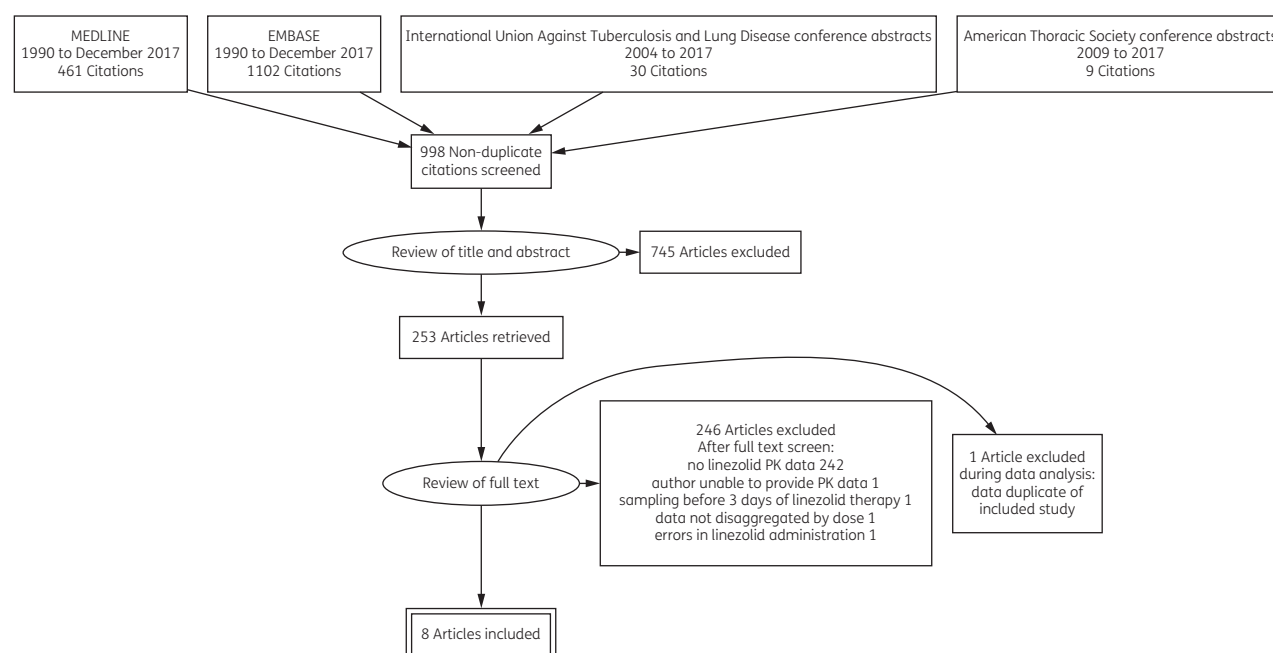 MEDLINE
1990 to December 2017
461 Citations
EMBASE
1990 to December 2017
1102 Citations
International Union Against Tuberculosis and Lung Disease conference abstracts
2004 to 2017
30 Citations
American Thoracic Society conference abstracts
2009 to 2017
9 Citations
998 Non-duplicate
citations screened
Review of title and abstract
745 Articles excluded
253 Articles retrieved
Review of full text
246 Articles excluded
After full text screen:
no linezolid PK data 242
author unable to provide PK data 1
sampling before 3 days of linezolid therapy 1
data not disaggregated by dose 1
errors in linezolid administration 1
1 Article excluded
during data analysis:
data duplicate of
included study
8 Articles included